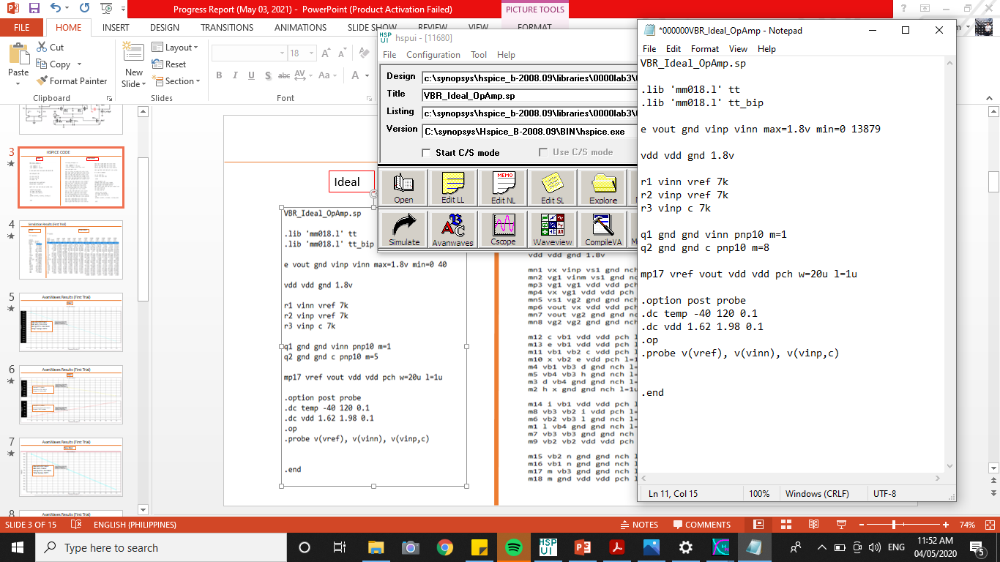 Progress Report (May 03, 2021) - PowerPoint (Product Activation Failed)
PICTURE TOOLS
FILE
HOME
INSERT
DESIGN
TRANSITIONS
ANIMATIONS
SLIDE SHOW
REVIEW
VIEW
FORMAT
Paste
Cut
Copy
Format Painter
Clipboard
New
Slide
Layout
Reset
Section
Slides
18
B I U S abc AV Aa A
Font
3
HSPICE CODE
4
Simulation Results (First Trial)
5
AvanWaves Results (First Trial)
6
AvanWaves Results (First Trial)
7
AvanWaves Results (First Trial)
8
AvanWaves Results (First Trial)
Ideal
VBR_Ideal_OpAmp.sp
.lib 'mm018.l' tt
.lib 'mm018.l' tt_bip
e vout gnd vinp vinn max=1.8v min=0 40
vdd vdd gnd 1.8v
r1 vinn vref 7k
r2 vinp vref 7k
r3 vinp c 7k
q1 gnd gnd vinn pnp10 m=1
q2 gnd gnd c pnp10 m=5
mp17 vref vout vdd vdd pch w=20u l=1u
.option post probe
.dc temp -40 120 0.1
.dc vdd 1.62 1.98 0.1
.op
.probe v(vref), v(vinn), v(vinp,c)
.end
vdd vdd gnd 1.8v
mn1 vx vinp vs1 gnd nch
mn2 vg1 vinm vs1 gnd nc
mp3 vg1 vg1 vdd vdd pch
mp4 vx vg1 vdd vdd pch
mn5 vs1 vg2 gnd gnd nch
mp6 vout vx vdd vdd pch
mn7 vout vg2 gnd gnd nc
mn8 vg2 vg2 gnd gnd nch
m12 c vb1 vdd vdd pch l
m13 e vb1 vdd vdd pch l
m11 vb1 vb2 c vdd pch l
m10 x vb2 e vdd pch l=1
m4 vb1 vb3 d gnd nch l=
m5 vb4 vb3 h gnd nch l=
m3 d vb4 gnd gnd nch l=
m2 h x gnd gnd nch l=1u
m14 i vb1 vdd vdd pch l
m8 vb3 vb2 i vdd pch l=
m6 vb2 vb3 l gnd nch l=
m1 l vb4 gnd gnd nch l=
m7 vb3 vb3 gnd gnd nch
m9 vb2 vb2 vdd vdd pch
m15 vb2 n gnd gnd nch l
m16 vb1 n gnd gnd nch l
m17 m vb3 gnd gnd nch l
m18 m gnd vdd vdd pch l
HSP
UI
hspui - [11680]
File Configuration Tool Help
Design c:\synopsys\hspice_b-2008.09\libraries\0000lab3\
Title VBR_Ideal_OpAmp.sp
Listing c:\synopsys\hspice_b-2008.09\libraries\0000lab3\
Version C:\synopsys\Hspice_B-2008.09\BIN\hspice.exe
Start C/S mode Use C/S mode
MEMO
Open Edit LL Edit NL Edit SL Explore
Simulate Avanwaves Cscope Waveview CompileVA
*000000VBR_Ideal_OpAmp - Notepad
File Edit Format View Help
VBR_Ideal_OpAmp.sp
.lib 'mm018.l' tt
.lib 'mm018.l' tt_bip
e vout gnd vinp vinn max=1.8v min=0 13879
vdd vdd gnd 1.8v
r1 vinn vref 7k
r2 vinp vref 7k
r3 vinp c 7k
q1 gnd gnd vinn pnp10 m=1
q2 gnd gnd c pnp10 m=8
mp17 vref vout vdd vdd pch w=20u l=1u
.option post probe
.dc temp -40 120 0.1
.dc vdd 1.62 1.98 0.1
.op
.probe v(vref), v(vinn), v(vinp,c)
.end
Ln 11, Col 15 100% Windows (CRLF) UTF-8
SLIDE 3 OF 15 ENGLISH (PHILIPPINES) NOTES COMMENTS 74%
Type here to search
HSP
UI
ENG
11:52 AM
04/05/2020
5